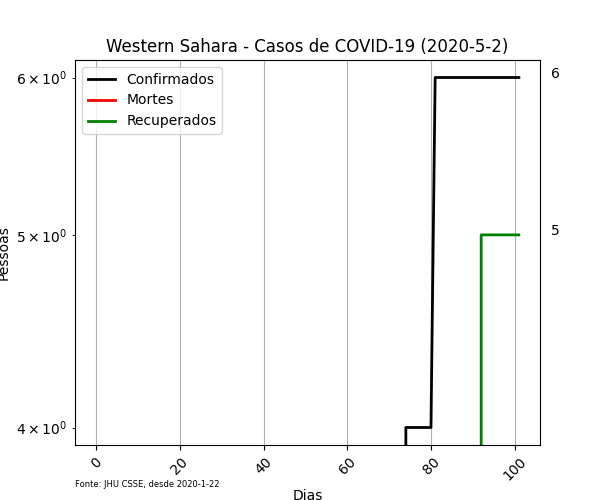 Western Sahara - Casos de COVID-19 (2020-5-2)
Confirmados
Mortes
Recuperados
6 × 10⁰
5 × 10⁰
4 × 10⁰
6
5
Pessoas
0
20
40
60
80
100
Fonte: JHU CSSE, desde 2020-1-22
Dias